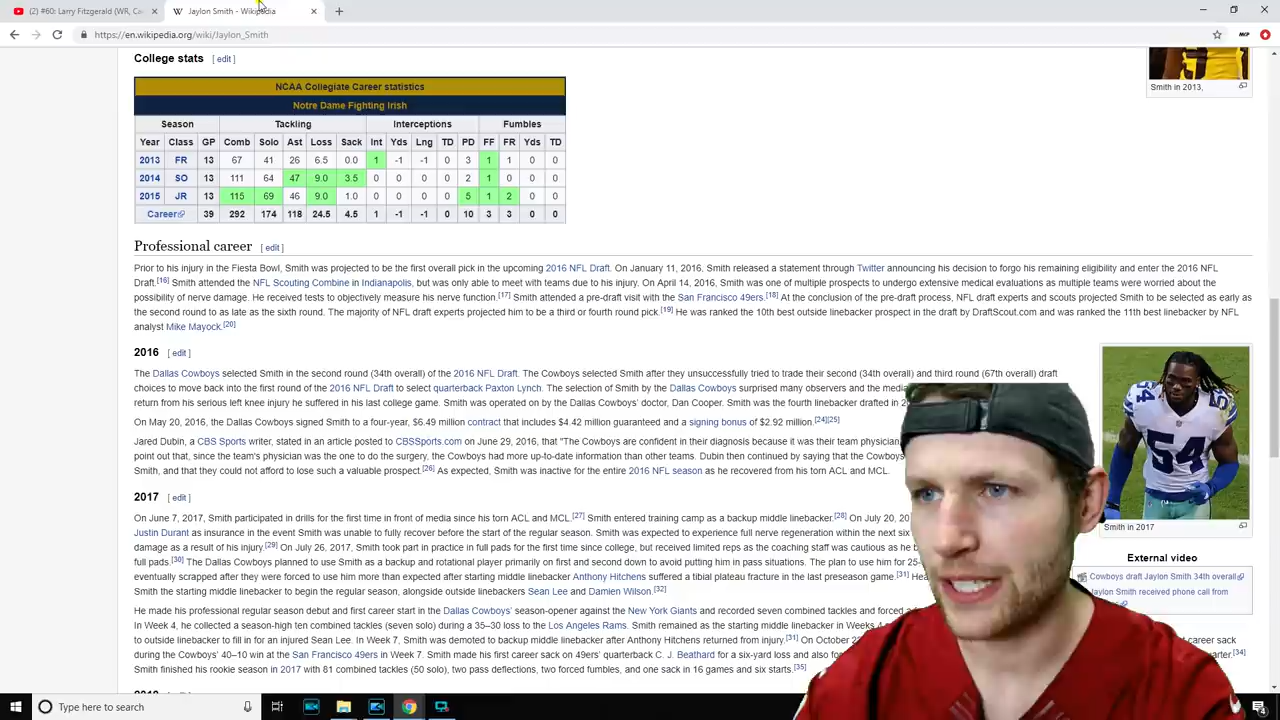 (2) #60: Larry Fitzgerald (WR, Ca
Jaylon Smith - Wikipedia
https://en.wikipedia.org/wiki/Jaylon_Smith
College stats [ edit ]
Smith in 2013,
NCAA Collegiate Career statistics
Notre Dame Fighting Irish
Season Tackling Interceptions Fumbles
Year Class GP Comb Solo Ast Loss Sack Int Yds Lng TD PD FF FR Yds TD
2013 FR 13 67 41 26 6.5 0.0 1 -1 -1 0 3 1 1 0 0
2014 SO 13 111 64 47 9.0 3.5 0 0 0 0 2 1 0 0 0
2015 JR 13 115 69 46 9.0 1.0 0 0 0 0 5 1 2 0 0
Career 39 292 174 118 24.5 4.5 1 -1 -1 0 10 3 3 0 0
Professional career [ edit ]
Prior to his injury in the Fiesta Bowl, Smith was projected to be the first overall pick in the upcoming 2016 NFL Draft. On January 11, 2016, Smith released a statement through Twitter announcing his decision to forgo his remaining eligibility and enter the 2016 NFL
Draft.[16] Smith attended the NFL Scouting Combine in Indianapolis, but was only able to meet with teams due to his injury. On April 14, 2016, Smith was one of multiple prospects to undergo extensive medical evaluations as multiple teams were worried about the
possibility of nerve damage. He received tests to objectively measure his nerve function.[17] Smith attended a pre-draft visit with the San Francisco 49ers.[18] At the conclusion of the pre-draft process, NFL draft experts and scouts projected Smith to be selected as early as
the second round to as late as the sixth round. The majority of NFL draft experts projected him to be a third or fourth round pick.[19] He was ranked the 10th best outside linebacker prospect in the draft by DraftScout.com and was ranked the 11th best linebacker by NFL
analyst Mike Mayock.[20]
2016 [ edit ]
The Dallas Cowboys selected Smith in the second round (34th overall) of the 2016 NFL Draft. The Cowboys selected Smith after they unsuccessfully tried to trade their second (34th overall) and third round (67th overall) draft
choices to move back into the first round of the 2016 NFL Draft to select quarterback Paxton Lynch. The selection of Smith by the Dallas Cowboys surprised many observers and the media
return from his serious left knee injury he suffered in his last college game. Smith was operated on by the Dallas Cowboys' doctor, Dan Cooper. Smith was the fourth linebacker drafted in 2
On May 20, 2016, the Dallas Cowboys signed Smith to a four-year, $6.49 million contract that includes $4.42 million guaranteed and a signing bonus of $2.92 million.[24][25]
Jared Dubin, a CBS Sports writer, stated in an article posted to CBSSports.com on June 29, 2016, that "The Cowboys are confident in their diagnosis because it was their team physician
point out that, since the team's physician was the one to do the surgery, the Cowboys had more up-to-date information than other teams. Dubin then continued by saying that the Cowboys
Smith, and that they could not afford to lose such a valuable prospect.[26] As expected, Smith was inactive for the entire 2016 NFL season as he recovered from his torn ACL and MCL.
Smith in 2017
2017 [ edit ]
On June 7, 2017, Smith participated in drills for the first time in front of media since his torn ACL and MCL.[27] Smith entered training camp as a backup middle linebacker.[28] On July 20, 20
Justin Durant as insurance in the event Smith was unable to fully recover before the start of the regular season. Smith was expected to experience full nerve regeneration within the next six
damage as a result of his injury.[29] On July 26, 2017, Smith took part in practice in full pads for the first time since college, but received limited reps as the coaching staff was cautious as he
full pads.[30] The Dallas Cowboys planned to use Smith as a backup and rotational player primarily on first and second down to avoid putting him in pass situations. The plan to use him for 25-
eventually scrapped after they were forced to use him more than expected after starting middle linebacker Anthony Hitchens suffered a tibial plateau fracture in the last preseason game.[31] Hea
Smith the starting middle linebacker to begin the regular season, alongside outside linebackers Sean Lee and Damien Wilson.[32]
External video
Cowboys draft Jaylon Smith 34th overall
Jaylon Smith received phone call from
He made his professional regular season debut and first career start in the Dallas Cowboys' season-opener against the New York Giants and recorded seven combined tackles and forced a
In Week 4, he collected a season-high ten combined tackles (seven solo) during a 35–30 loss to the Los Angeles Rams. Smith remained as the starting middle linebacker in Weeks
to outside linebacker to fill in for an injured Sean Lee. In Week 7, Smith was demoted to backup middle linebacker after Anthony Hitchens returned from injury.[31] On October 2 career sack
during the Cowboys' 40–10 win at the San Francisco 49ers in Week 7. Smith made his first career sack on 49ers' quarterback C. J. Beathard for a six-yard loss and also for quarter.[34]
Smith finished his rookie season in 2017 with 81 combined tackles (50 solo), two pass deflections, two forced fumbles, and one sack in 16 games and six starts.[35]
Type here to search